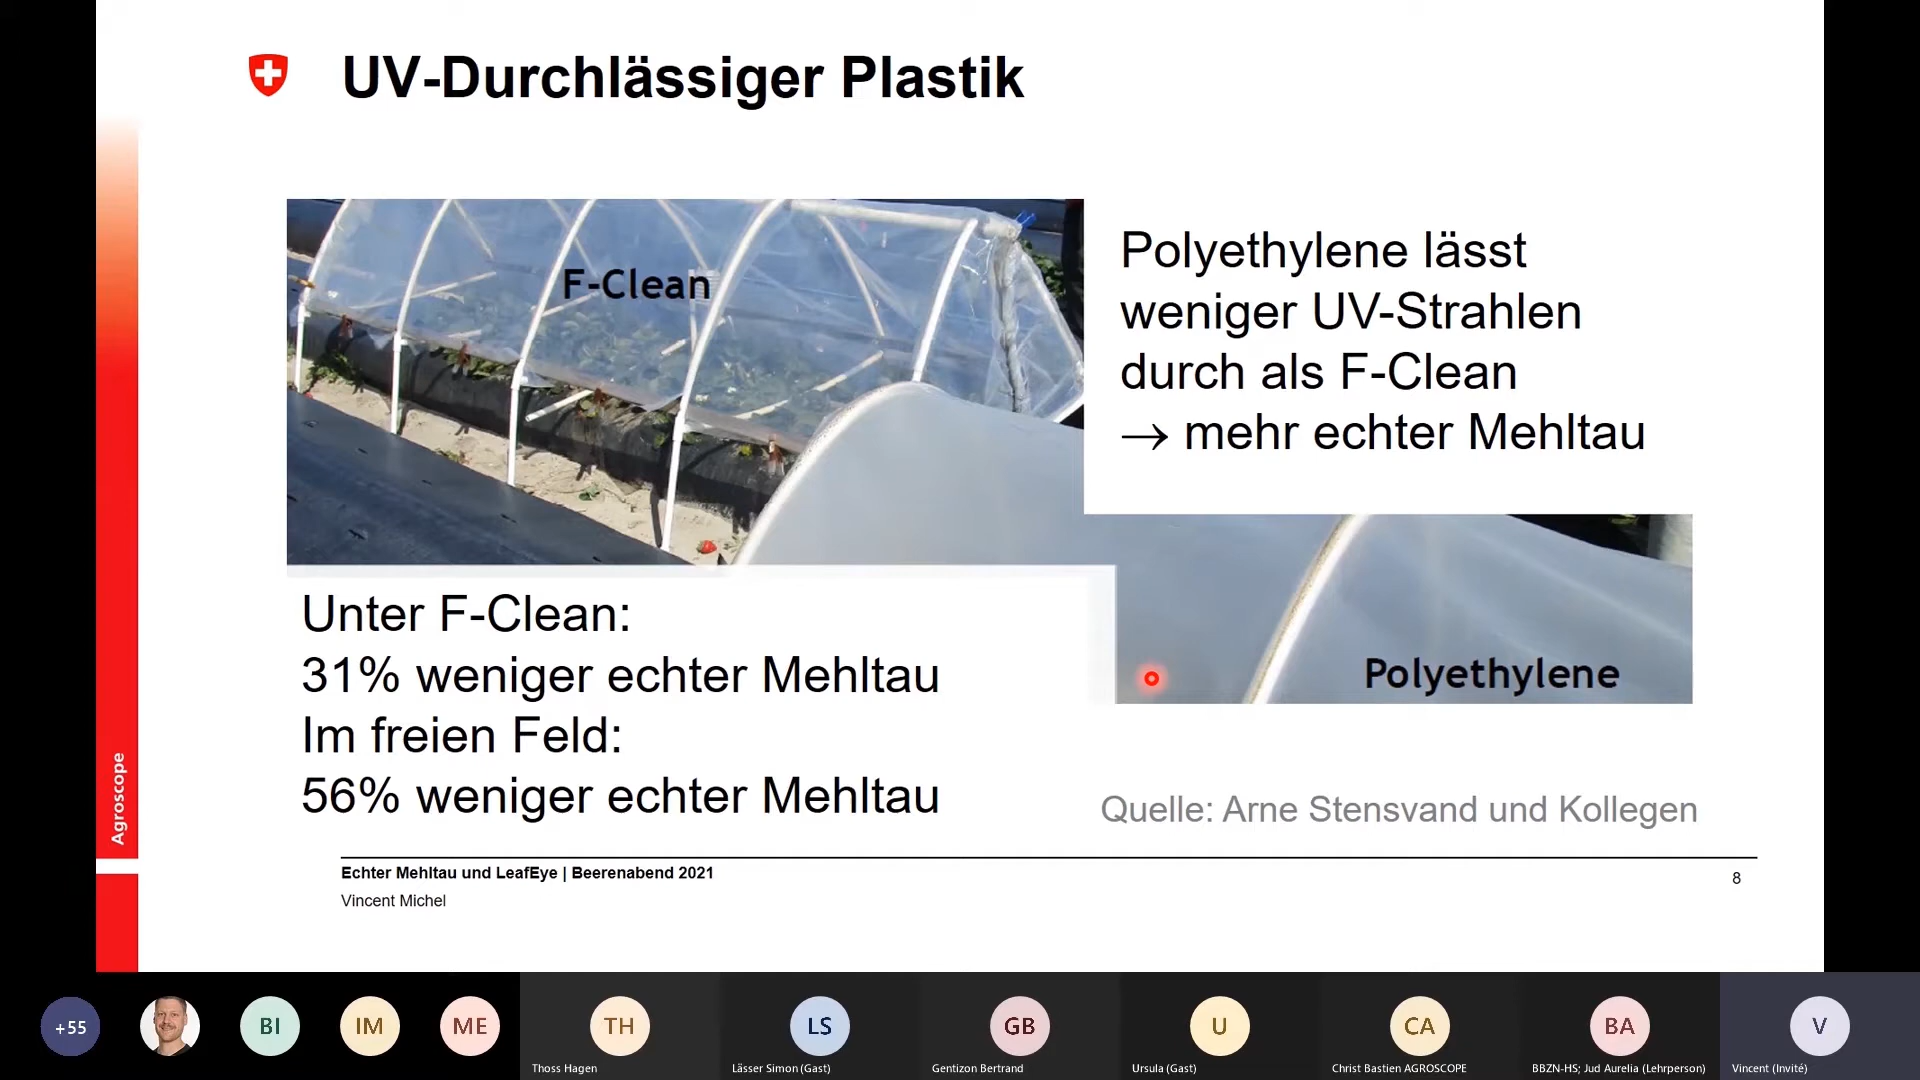 UV-Durchlässiger Plastik
F-Clean
Polyethylene lässt
weniger UV-Strahlen
durch als F-Clean
→ mehr echter Mehltau
Unter F-Clean:
31% weniger echter Mehltau
Im freien Feld:
56% weniger echter Mehltau
Polyethylene
Quelle: Arne Stensvand und Kollegen
Agroscope
Echter Mehltau und LeafEye | Beerenabend 2021
Vincent Michel
8
+55
BI
IM
ME
TH
Thoss Hagen
LS
Lässer Simon (Gast)
GB
Gentizon Bertrand
U
Ursula (Gast)
CA
Christ Bastien AGROSCOPE
BA
BBZN-HS; Jud Aurelia (Lehrperson)
V
Vincent (Invité)